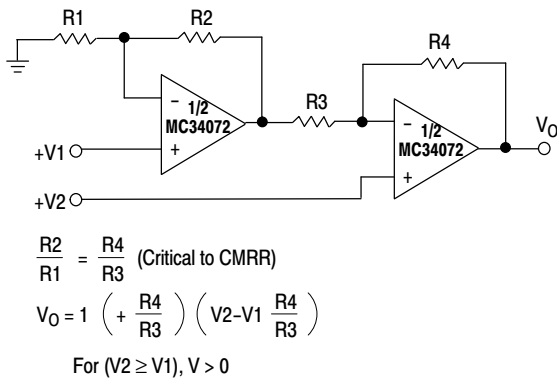 R1 R2
R3
R4
− 1/2
MC34072
+
− 1/2
MC34072
+
+V1
+V2
VO
R2/R1 = R4/R3 (Critical to CMRR)
VO = 1 (+ R4/R3) (V2–V1 R4/R3)
For (V2 ≥ V1), V > 0